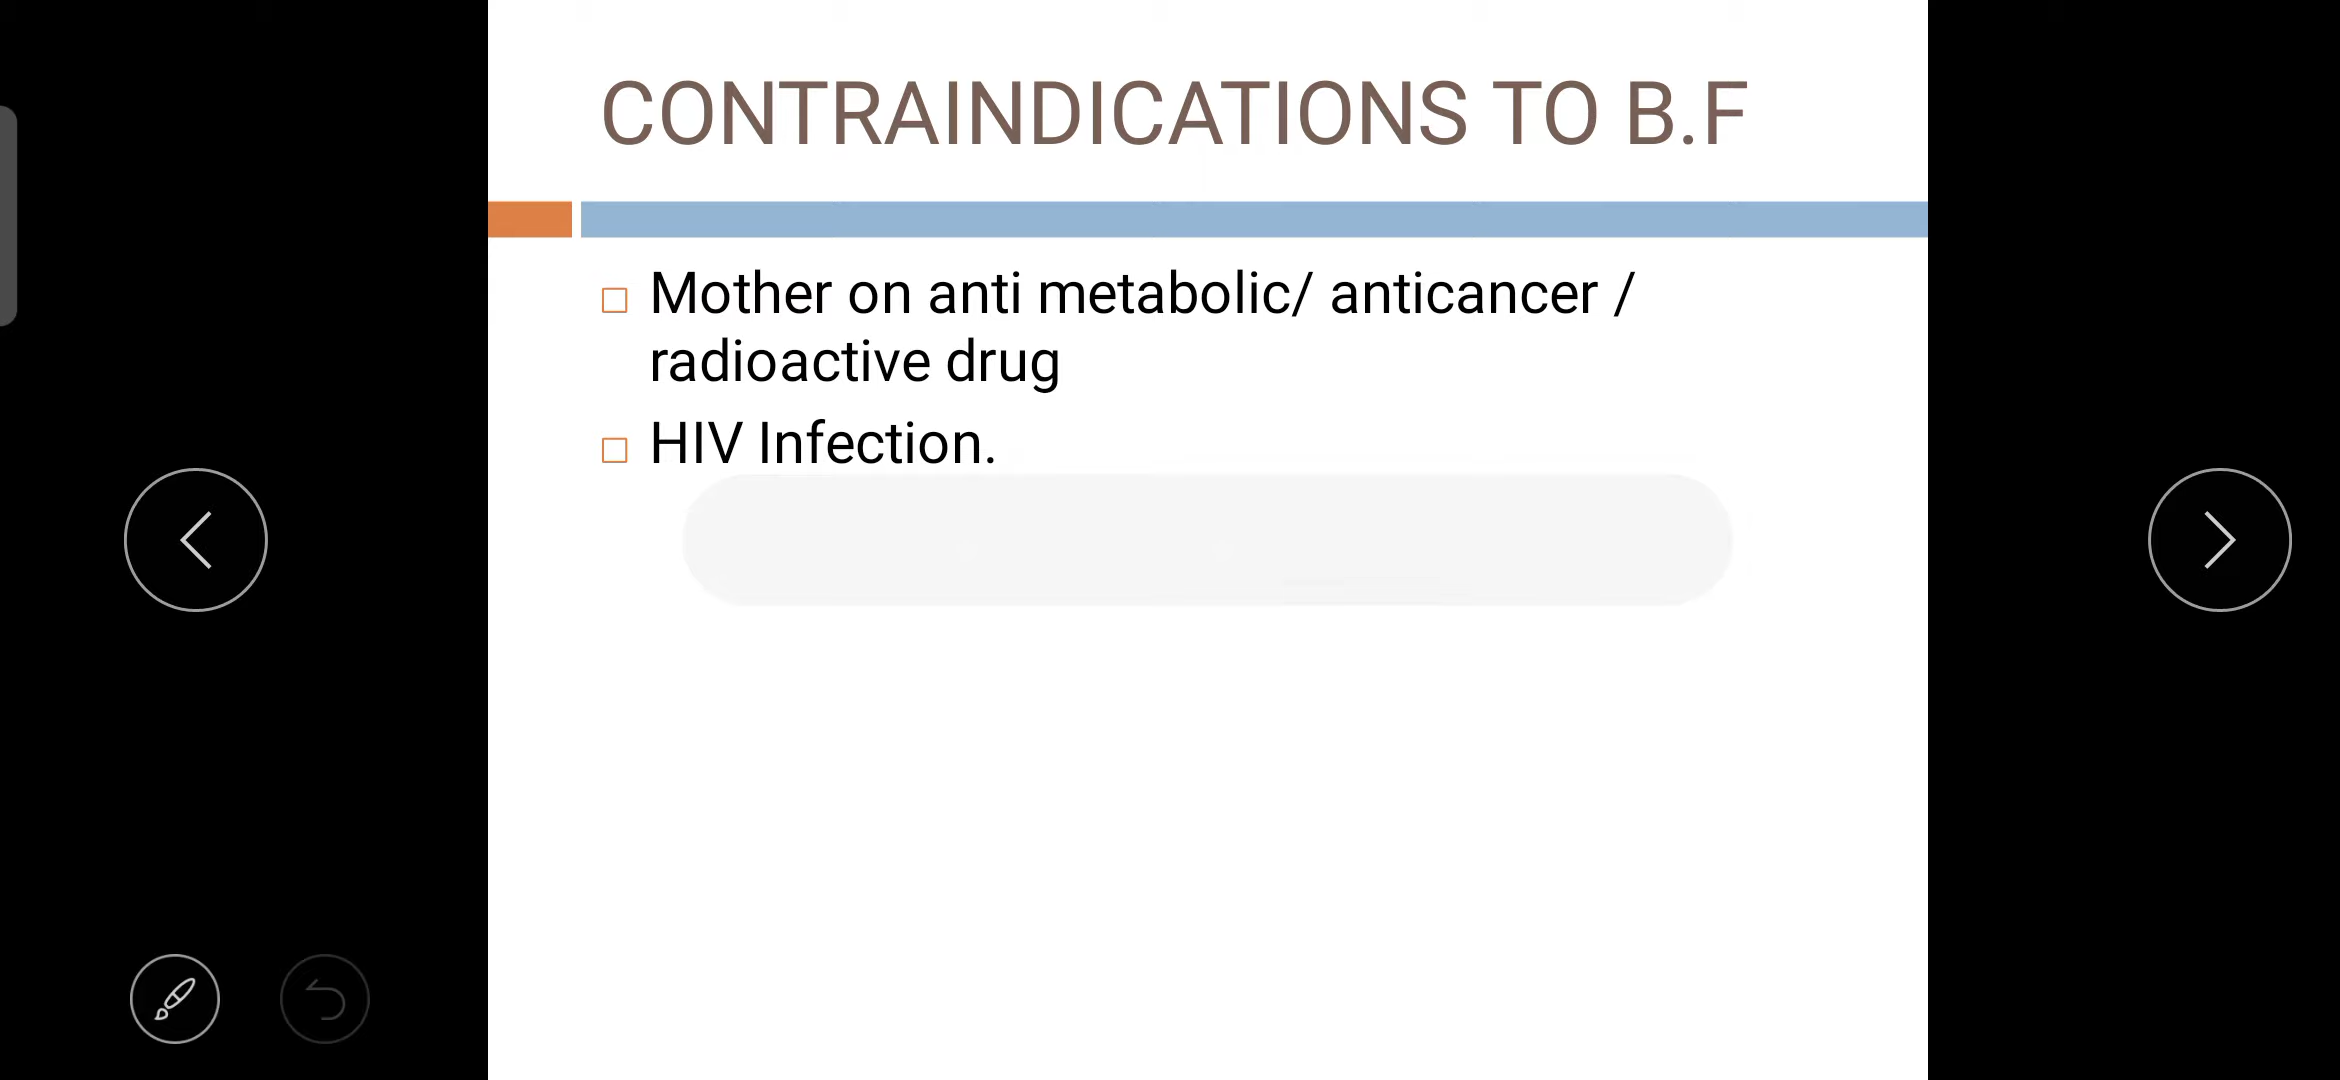 CONTRAINDICATIONS TO B.F
Mother on anti metabolic/ anticancer /
radioactive drug
HIV Infection.